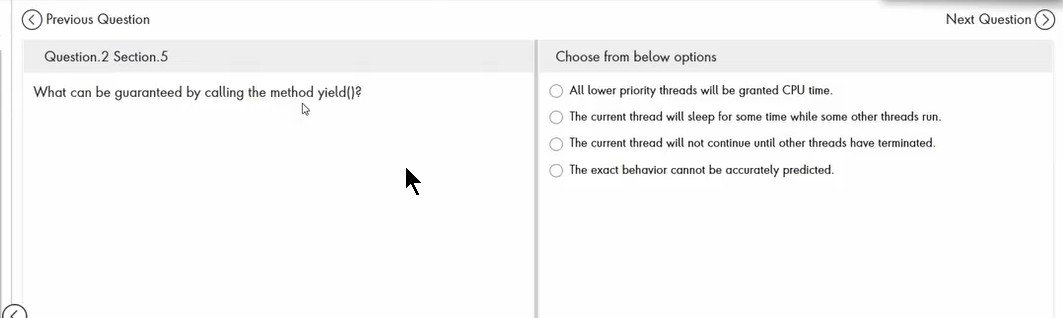 Previous Question
Next Question
Question.2 Section.5
Choose from below options
What can be guaranteed by calling the method yield()?
All lower priority threads will be granted CPU time.
The current thread will sleep for some time while some other threads run.
The current thread will not continue until other threads have terminated.
The exact behavior cannot be accurately predicted.